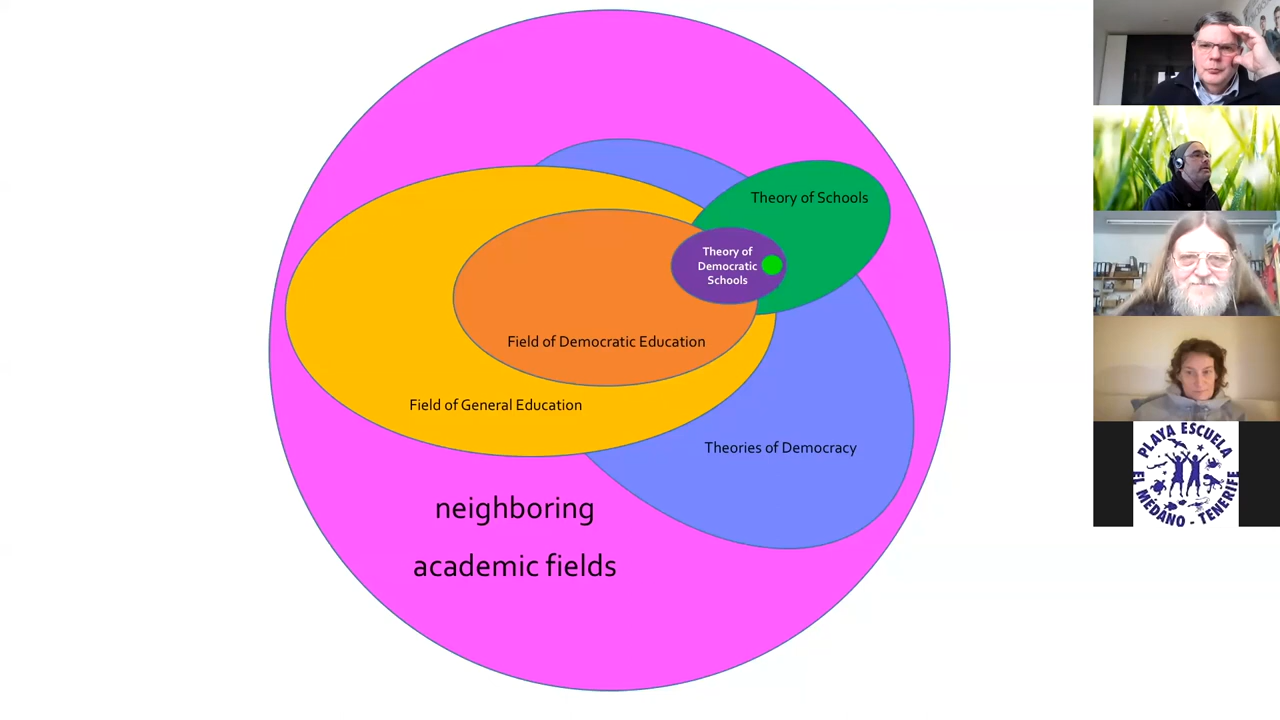 Theory of Schools
Theory of
Democratic
Schools
Field of Democratic Education
Field of General Education
Theories of Democracy
neighboring
academic fields
PLAYA ESCUELA
EL MÉDANO - TENERIFE